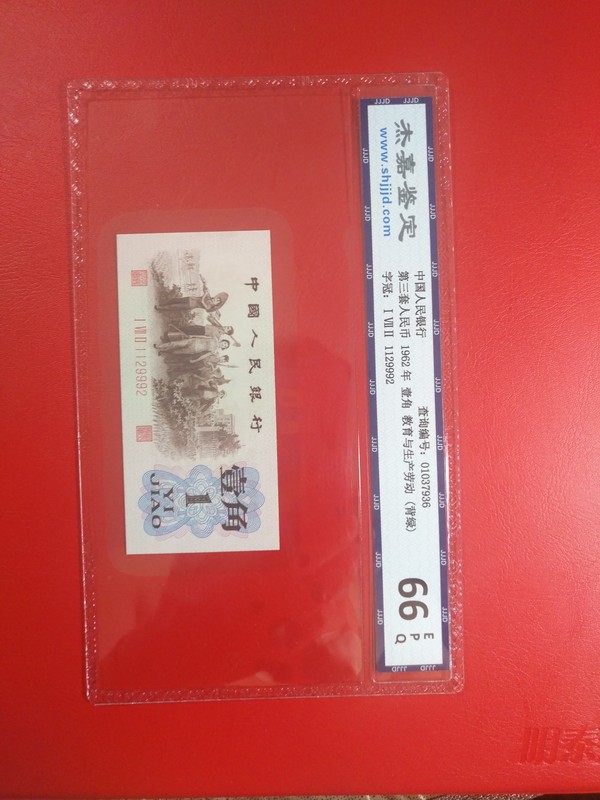 杰嘉鉴定
www.shjjjd.com
中国人民银行
查询编号: 01037936
第三套人民币 1962年 壹角 教育与生产劳动 (背绿)
字冠: I VIII II 1129992
66
E
P
Q
中國人民銀行
I VIII II 1129992
壹角
1
YI
JIAO
明泰